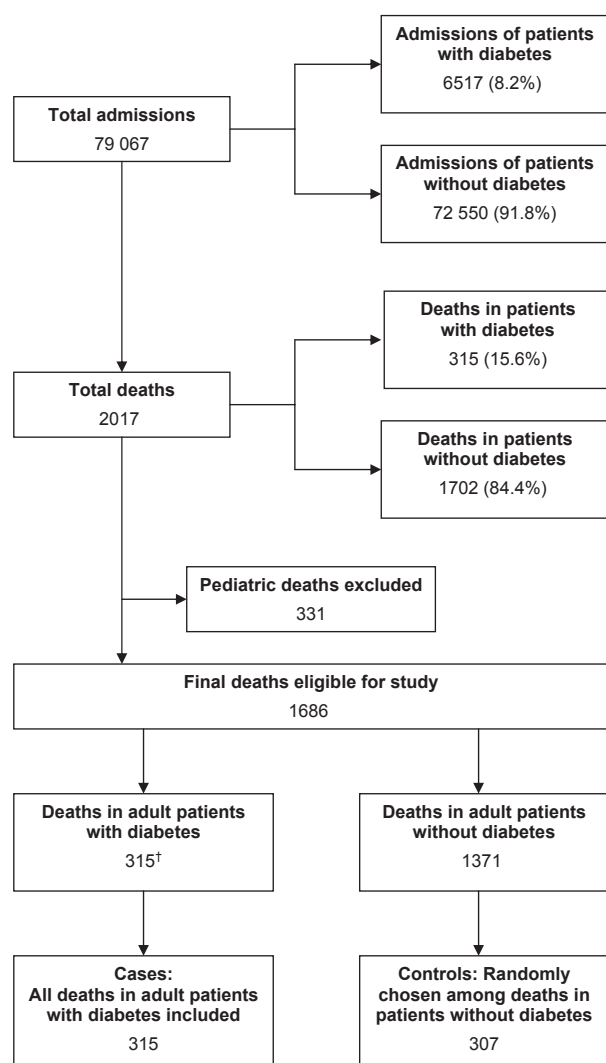 Admissions of patients
with diabetes
6517 (8.2%)
Total admissions
79 067
Admissions of patients
without diabetes
72 550 (91.8%)
Deaths in patients
with diabetes
315 (15.6%)
Total deaths
2017
Deaths in patients
without diabetes
1702 (84.4%)
Pediatric deaths excluded
331
Final deaths eligible for study
1686
Deaths in adult patients
with diabetes
315†
Deaths in adult patients
without diabetes
1371
Cases:
All deaths in adult patients
with diabetes included
315
Controls: Randomly
chosen among deaths in
patients without diabetes
307